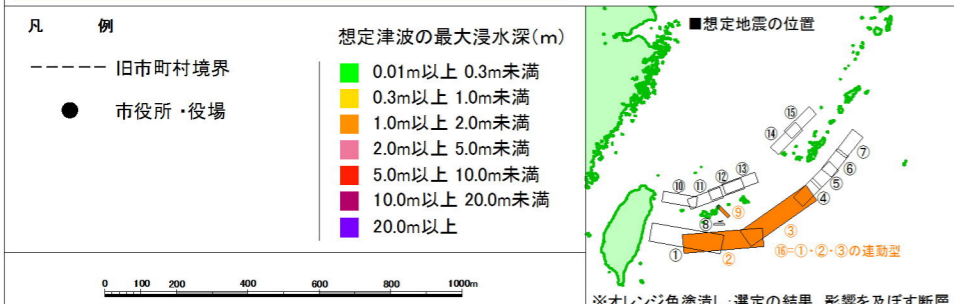 凡 例
旧市町村境界
市役所・役場
想定津波の最大浸水深(m)
0.01m以上 0.3m未満
0.3m以上 1.0m未満
1.0m以上 2.0m未満
2.0m以上 5.0m未満
5.0m以上 10.0m未満
10.0m以上 20.0m未満
20.0m以上
0 100 200 400 600 800 1000m
■想定地震の位置
⑮
⑭
⑦
⑥
⑤
④
⑬
⑫
⑪
⑩
⑨
⑧
③
②
①
⑯=①・②・③の連動型
※オレンジ色塗潰し:選定の結果、影響を及ぼす断層